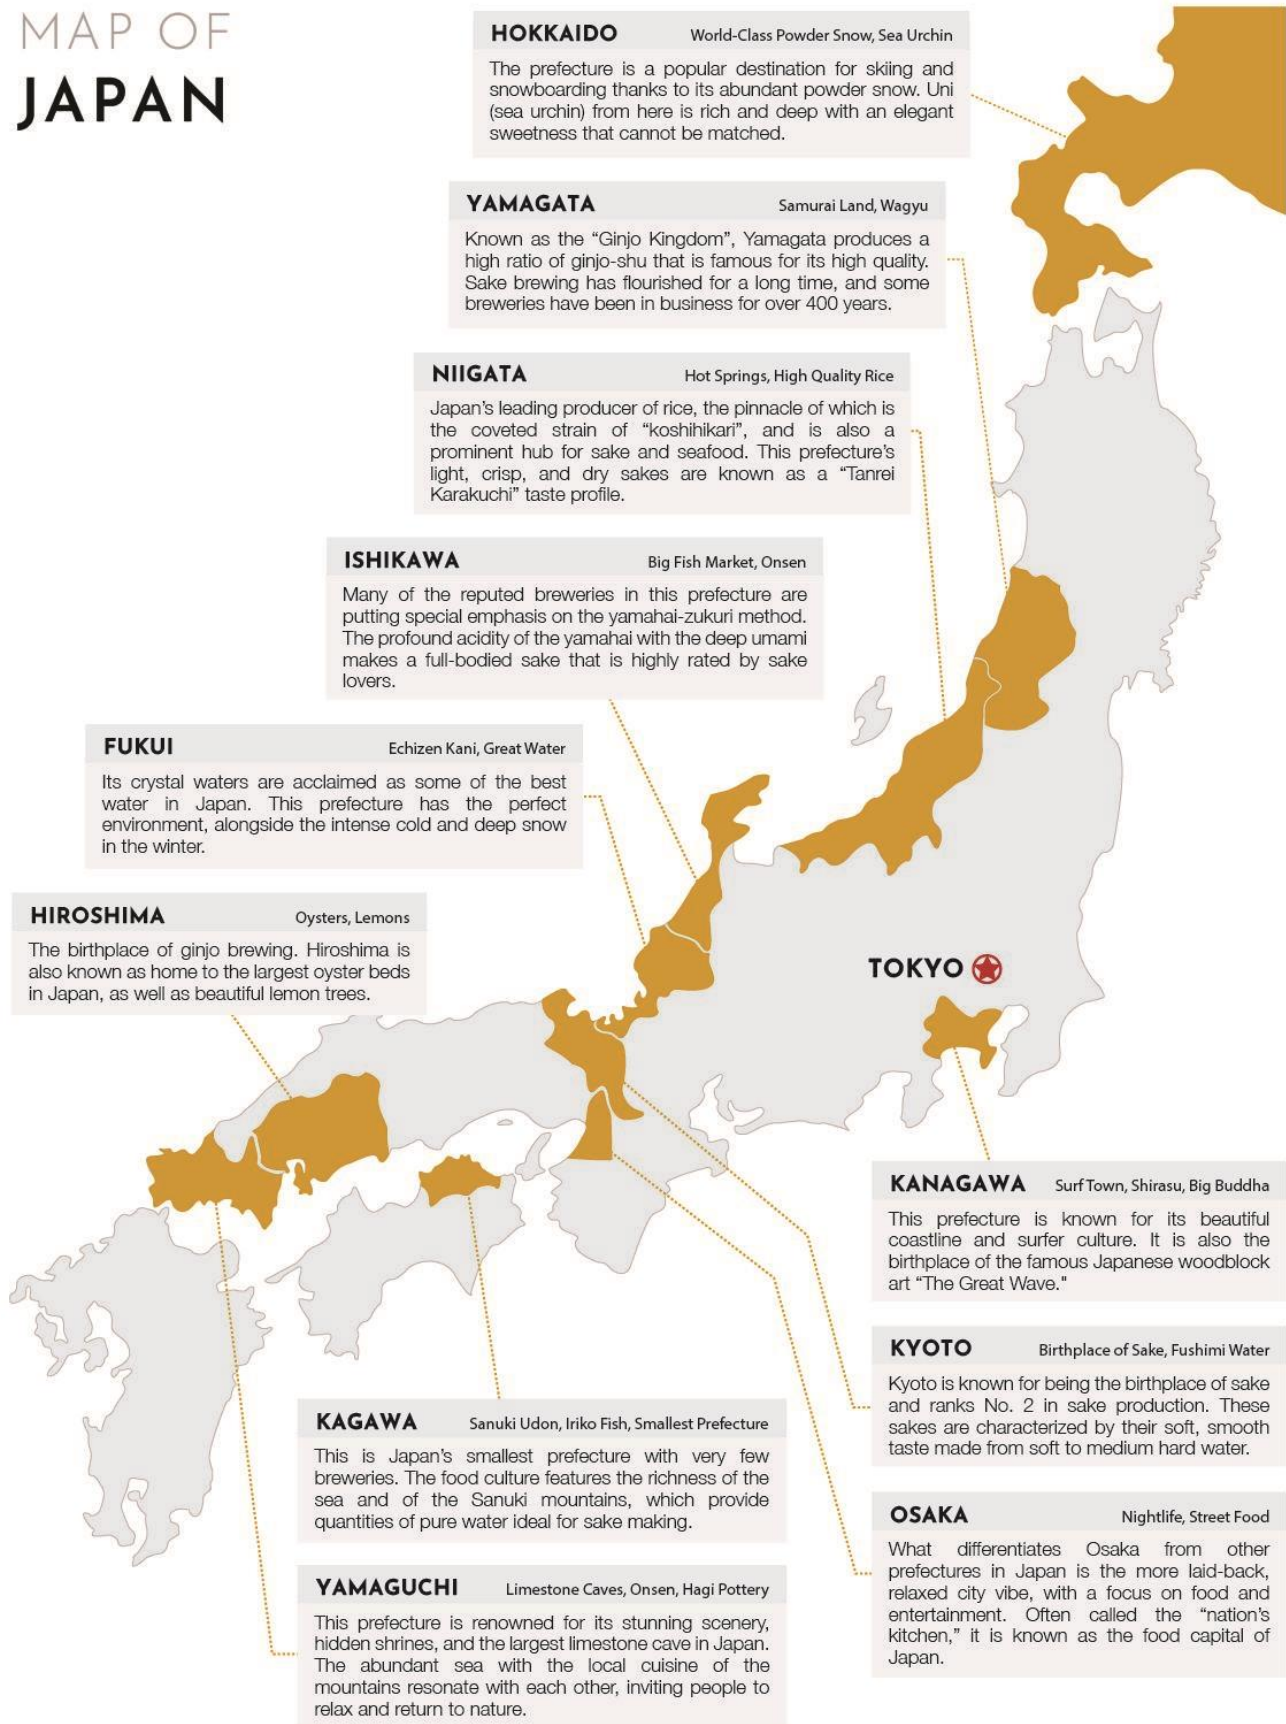 MAP OF
JAPAN
HOKKAIDO World-Class Powder Snow, Sea Urchin
The prefecture is a popular destination for skiing and
snowboarding thanks to its abundant powder snow. Uni
(sea urchin) from here is rich and deep with an elegant
sweetness that cannot be matched.
YAMAGATA Samurai Land, Wagyu
Known as the “Ginjo Kingdom”, Yamagata produces a
high ratio of ginjo-shu that is famous for its high quality.
Sake brewing has flourished for a long time, and some
breweries have been in business for over 400 years.
NIIGATA Hot Springs, High Quality Rice
Japan’s leading producer of rice, the pinnacle of which is
the coveted strain of “koshihikari”, and is also a
prominent hub for sake and seafood. This prefecture’s
light, crisp, and dry sakes are known as a “Tanrei
Karakuchi” taste profile.
ISHIKAWA Big Fish Market, Onsen
Many of the reputed breweries in this prefecture are
putting special emphasis on the yamahai-zukuri method.
The profound acidity of the yamahai with the deep umami
makes a full-bodied sake that is highly rated by sake
lovers.
FUKUI Echizen Kani, Great Water
Its crystal waters are acclaimed as some of the best
water in Japan. This prefecture has the perfect
environment, alongside the intense cold and deep snow
in the winter.
HIROSHIMA Oysters, Lemons
The birthplace of ginjo brewing. Hiroshima is
also known as home to the largest oyster beds
in Japan, as well as beautiful lemon trees.
TOKYO
KANAGAWA Surf Town, Shirasu, Big Buddha
This prefecture is known for its beautiful
coastline and surfer culture. It is also the
birthplace of the famous Japanese woodblock
art “The Great Wave."
KYOTO Birthplace of Sake, Fushimi Water
Kyoto is known for being the birthplace of sake
and ranks No. 2 in sake production. These
sakes are characterized by their soft, smooth
taste made from soft to medium hard water.
KAGAWA Sanuki Udon, Iriko Fish, Smallest Prefecture
This is Japan’s smallest prefecture with very few
breweries. The food culture features the richness of the
sea and of the Sanuki mountains, which provide
quantities of pure water ideal for sake making.
OSAKA Nightlife, Street Food
What differentiates Osaka from other
prefectures in Japan is the more laid-back,
relaxed city vibe, with a focus on food and
entertainment. Often called the “nation’s
kitchen,” it is known as the food capital of
Japan.
YAMAGUCHI Limestone Caves, Onsen, Hagi Pottery
This prefecture is renowned for its stunning scenery,
hidden shrines, and the largest limestone cave in Japan.
The abundant sea with the local cuisine of the
mountains resonate with each other, inviting people to
relax and return to nature.